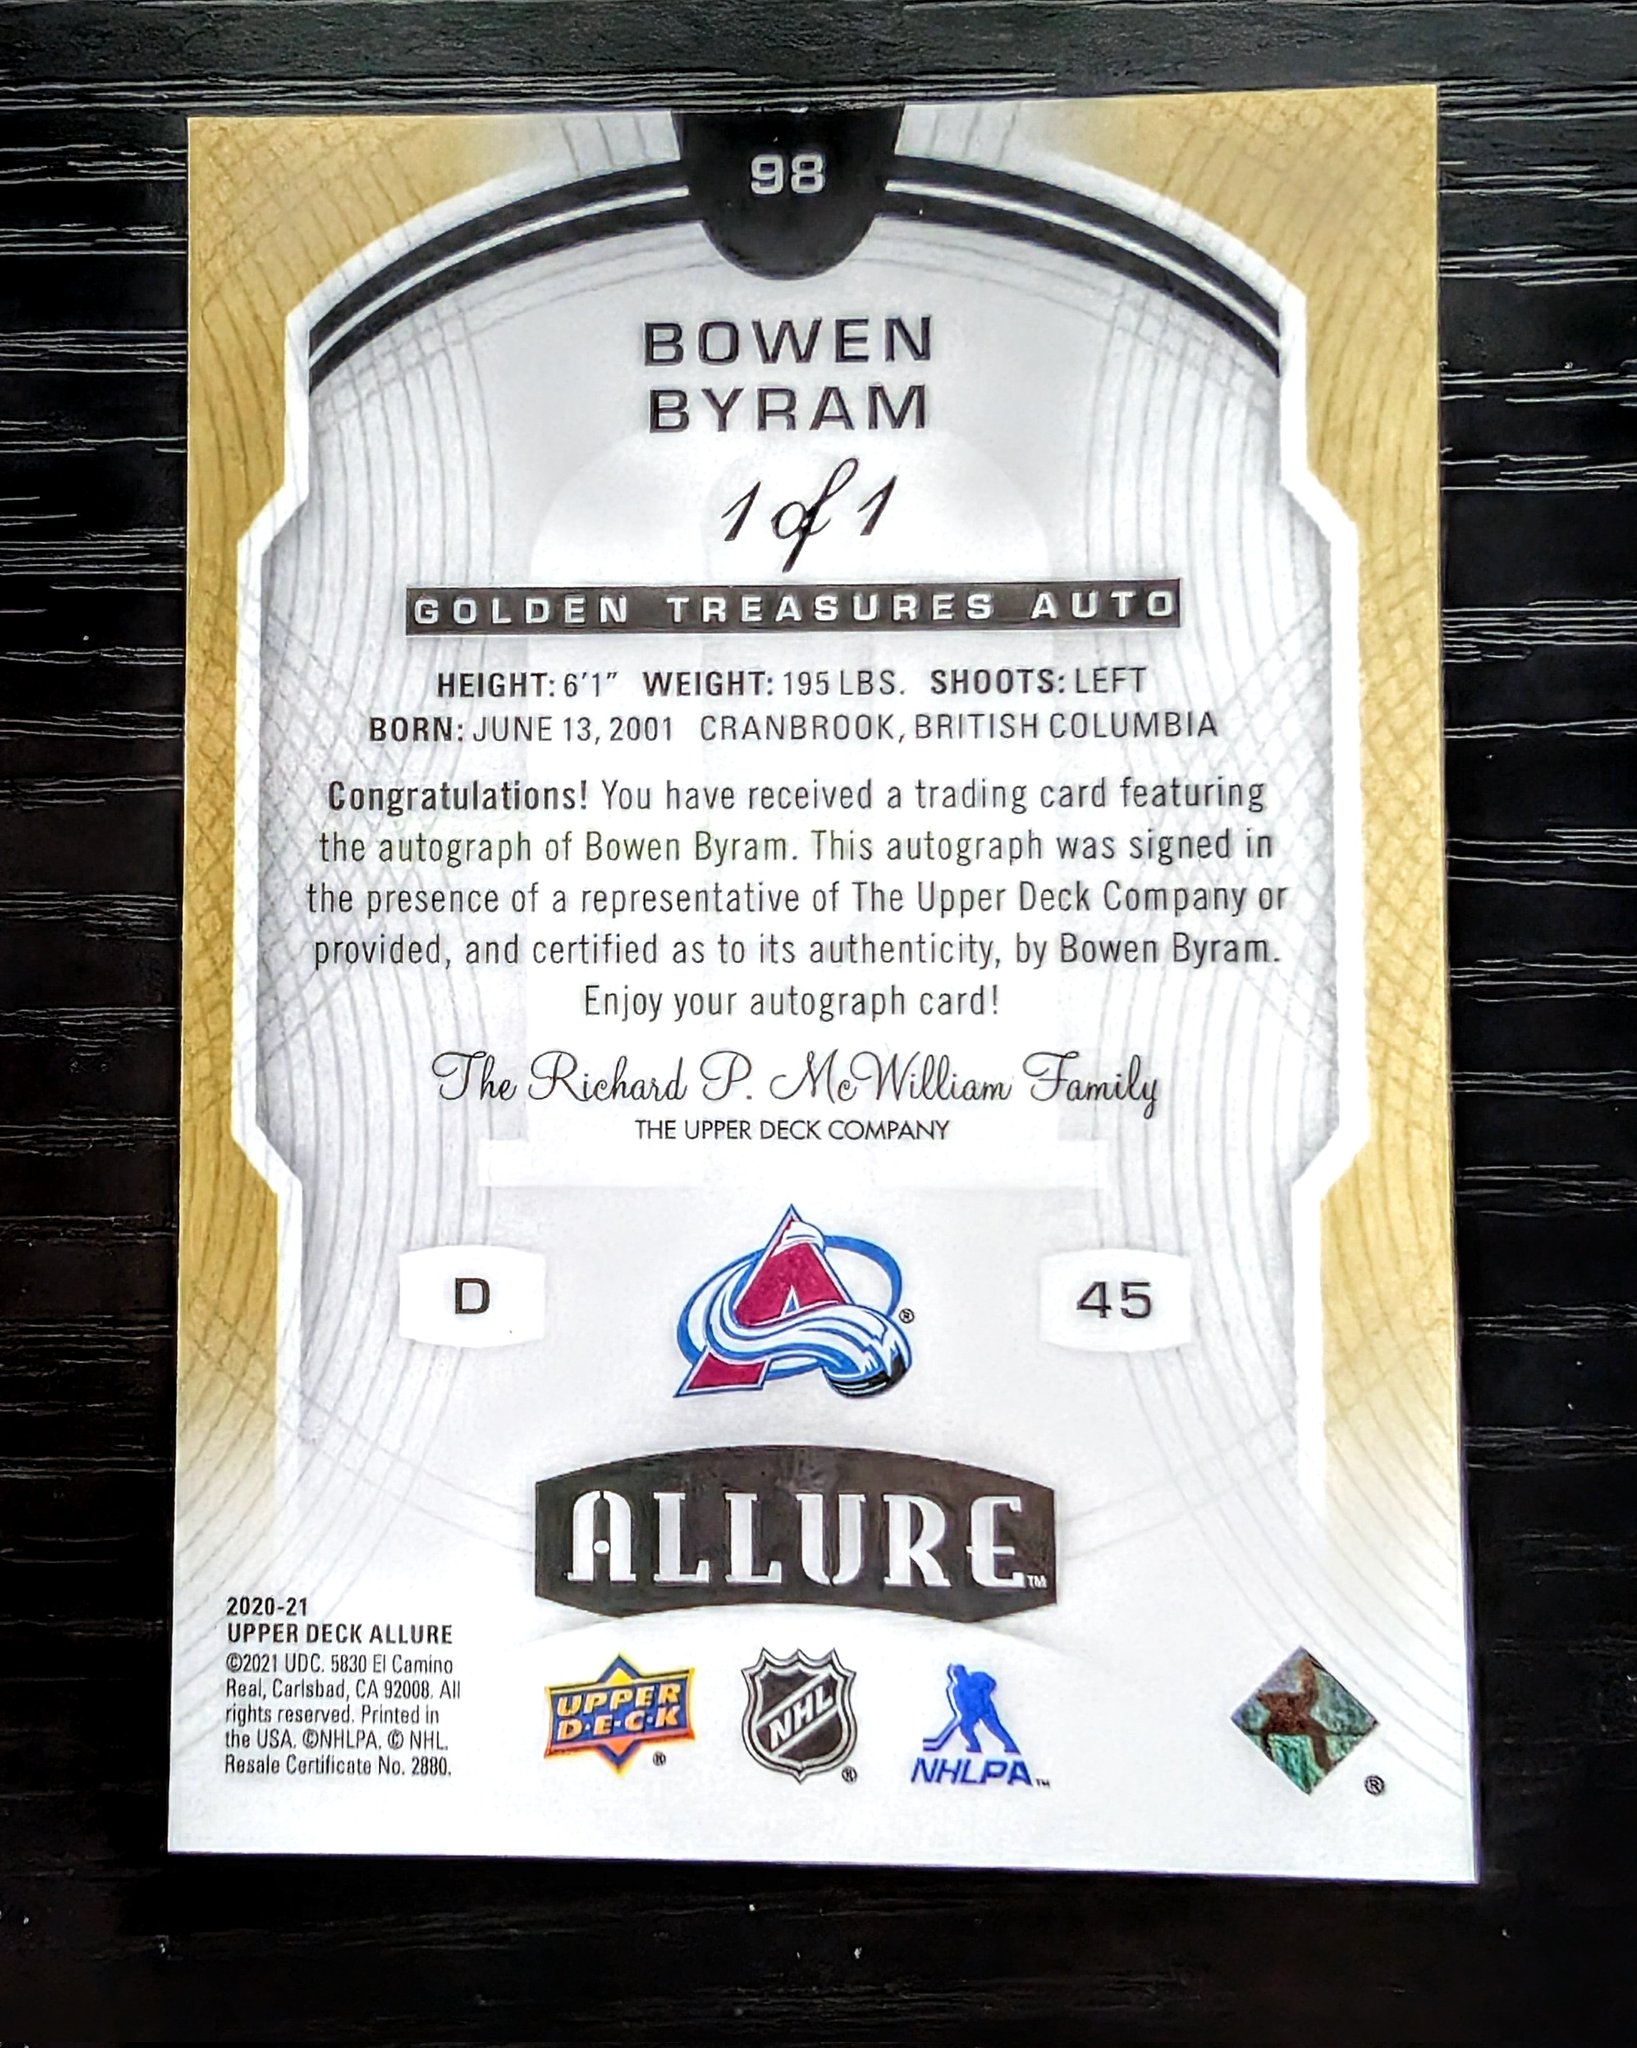 98
BOWEN
BYRAM
1 of 1
GOLDEN TREASURES AUTO
HEIGHT: 6'1" WEIGHT: 195 LBS. SHOOTS: LEFT
BORN: JUNE 13, 2001 CRANBROOK, BRITISH COLUMBIA
Congratulations! You have received a trading card featuring
the autograph of Bowen Byram. This autograph was signed in
the presence of a representative of The Upper Deck Company or
provided, and certified as to its authenticity, by Bowen Byram.
Enjoy your autograph card!
The Richard P. McWilliam Family
THE UPPER DECK COMPANY
D
A ®
45
ALLURE™
2020-21
UPPER DECK ALLURE
©2021 UDC. 5830 El Camino
Real, Carlsbad, CA 92008. All
rights reserved. Printed in
the USA. ©NHLPA. © NHL.
Resale Certificate No. 2880.
UPPER
D·E·C·K ®
NHL ®
NHLPA™
®